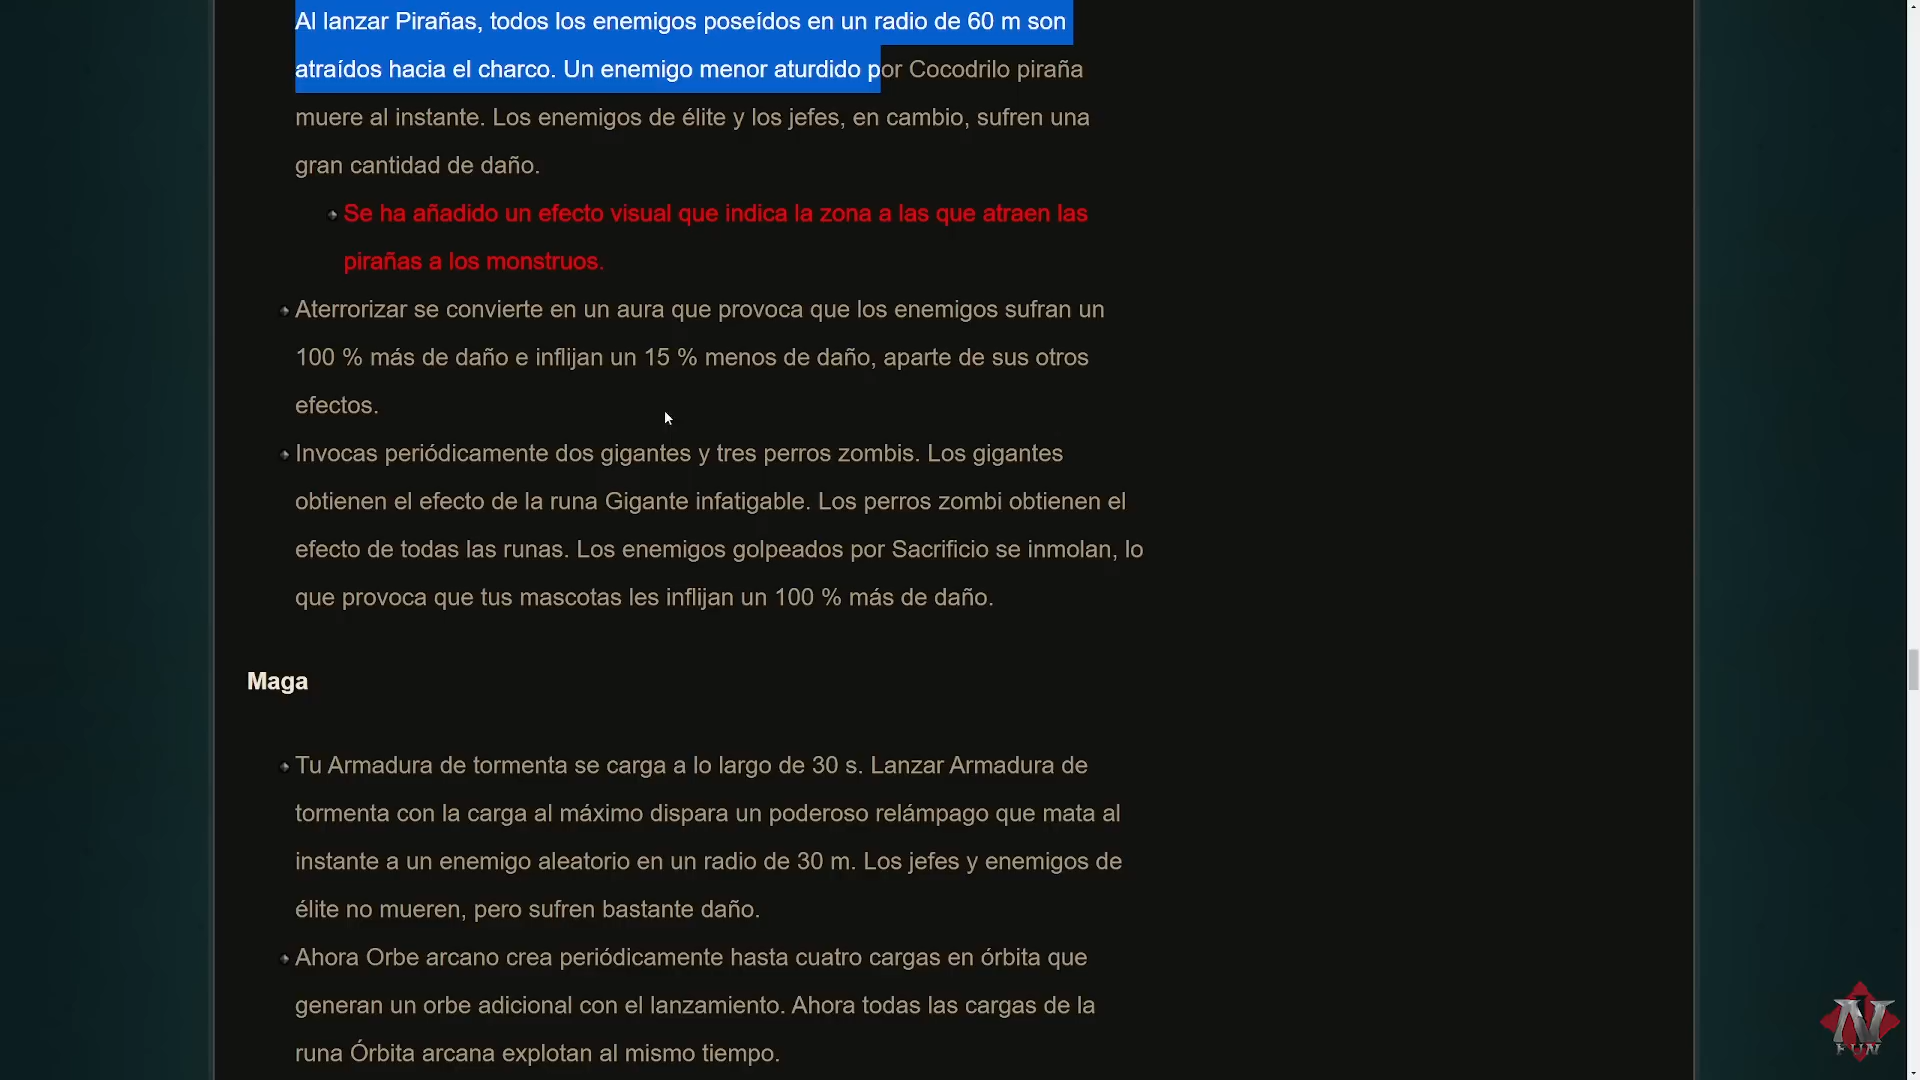 Al lanzar Pirañas, todos los enemigos poseídos en un radio de 60 m son
atraídos hacia el charco. Un enemigo menor aturdido por Cocodrilo piraña
muere al instante. Los enemigos de élite y los jefes, en cambio, sufren una
gran cantidad de daño.
Se ha añadido un efecto visual que indica la zona a las que atraen las
pirañas a los monstruos.
Aterrorizar se convierte en un aura que provoca que los enemigos sufran un
100 % más de daño e inflijan un 15 % menos de daño, aparte de sus otros
efectos.
Invocas periódicamente dos gigantes y tres perros zombis. Los gigantes
obtienen el efecto de la runa Gigante infatigable. Los perros zombi obtienen el
efecto de todas las runas. Los enemigos golpeados por Sacrificio se inmolan, lo
que provoca que tus mascotas les inflijan un 100 % más de daño.
Maga
Tu Armadura de tormenta se carga a lo largo de 30 s. Lanzar Armadura de
tormenta con la carga al máximo dispara un poderoso relámpago que mata al
instante a un enemigo aleatorio en un radio de 30 m. Los jefes y enemigos de
élite no mueren, pero sufren bastante daño.
Ahora Orbe arcano crea periódicamente hasta cuatro cargas en órbita que
generan un orbe adicional con el lanzamiento. Ahora todas las cargas de la
runa Órbita arcana explotan al mismo tiempo.
N
FUN